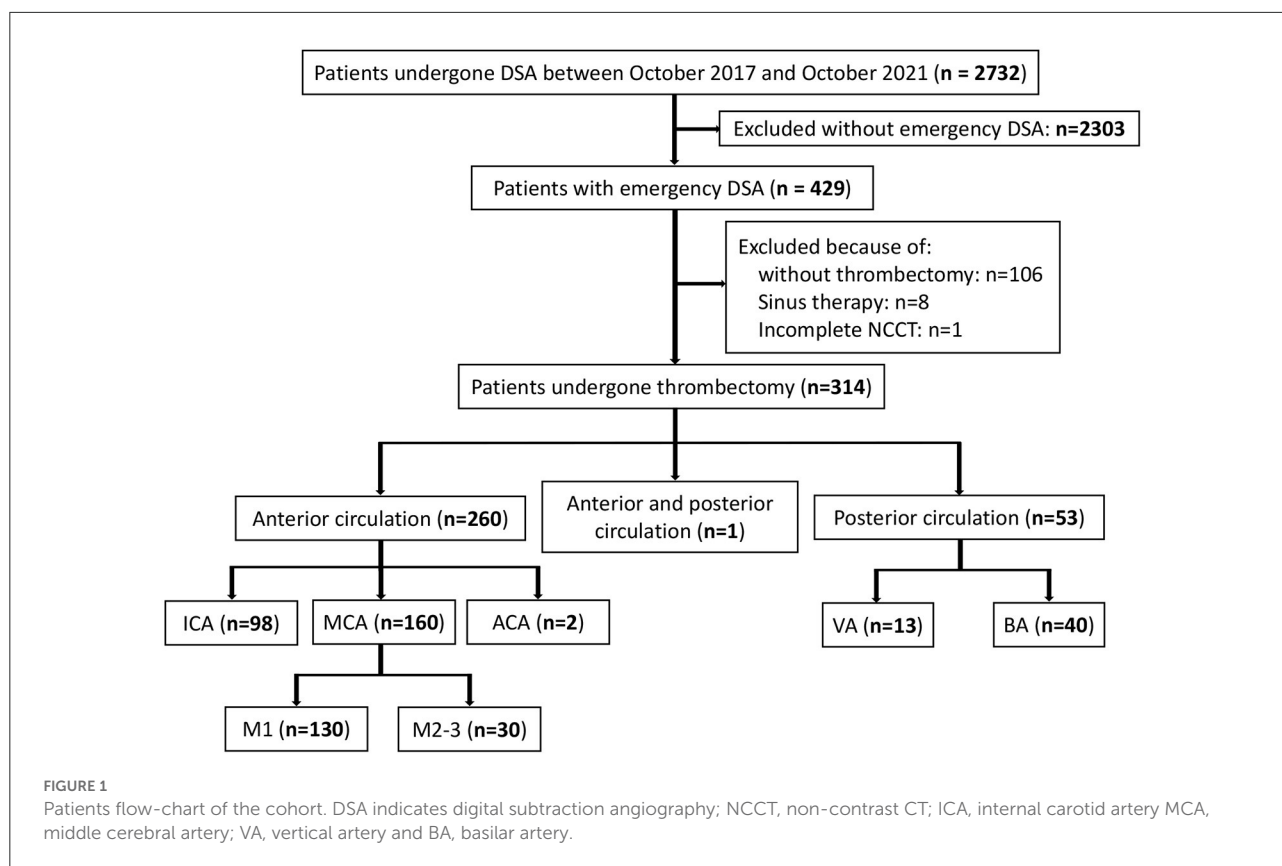 Patients undergone DSA between October 2017 and October 2021 (n = 2732)
Excluded without emergency DSA: n=2303
Patients with emergency DSA (n = 429)
Excluded because of:
without thrombectomy: n=106
Sinus therapy: n=8
Incomplete NCCT: n=1
Patients undergone thrombectomy (n=314)
Anterior circulation (n=260)
Anterior and posterior
circulation (n=1)
Posterior circulation (n=53)
ICA (n=98)
MCA (n=160)
ACA (n=2)
VA (n=13)
BA (n=40)
M1 (n=130)
M2-3 (n=30)
FIGURE 1
Patients flow-chart of the cohort. DSA indicates digital subtraction angiography; NCCT, non-contrast CT; ICA, internal carotid artery MCA,
middle cerebral artery; VA, vertical artery and BA, basilar artery.